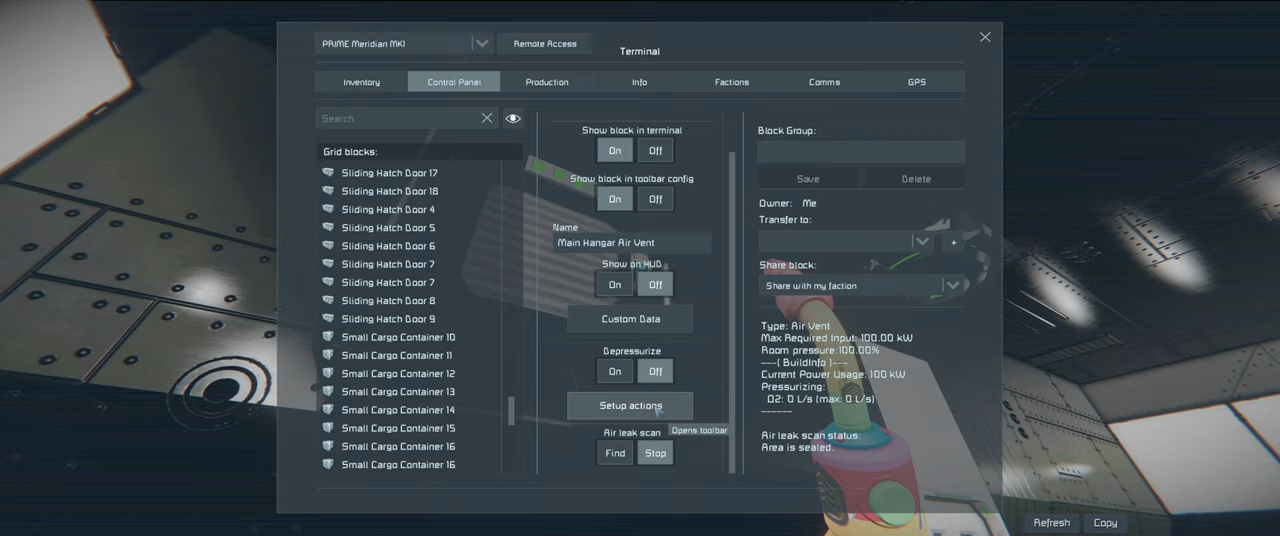 PRIME Meridian MK1
Remote Access
Terminal
Inventory
Control Panel
Production
Info
Factions
Comms
GPS
Search
Grid blocks:
Sliding Hatch Door 17
Sliding Hatch Door 18
Sliding Hatch Door 4
Sliding Hatch Door 5
Sliding Hatch Door 6
Sliding Hatch Door 7
Sliding Hatch Door 7
Sliding Hatch Door 8
Sliding Hatch Door 9
Small Cargo Container 10
Small Cargo Container 11
Small Cargo Container 12
Small Cargo Container 13
Small Cargo Container 14
Small Cargo Container 15
Small Cargo Container 16
Small Cargo Container 16
Show block in terminal
On Off
Show block in toolbar config
On Off
Name
Main Hangar Air Vent
Show on HUD
On Off
Custom Data
Depressurize
On Off
Setup actions
Opens toolbar
Air leak scan
Find Stop
Block Group:
Save Delete
Owner: Me
Transfer to:
+
Share block:
Share with my faction
Type: Air Vent
Max Required Input: 100.00 kW
Room pressure:100.00%
---( BuildInfo )---
Current Power Usage: 100 kW
Pressurizing:
O2: 0 L/s (max: 0 L/s)
------
Air leak scan status:
Area is sealed.
Refresh
Copy